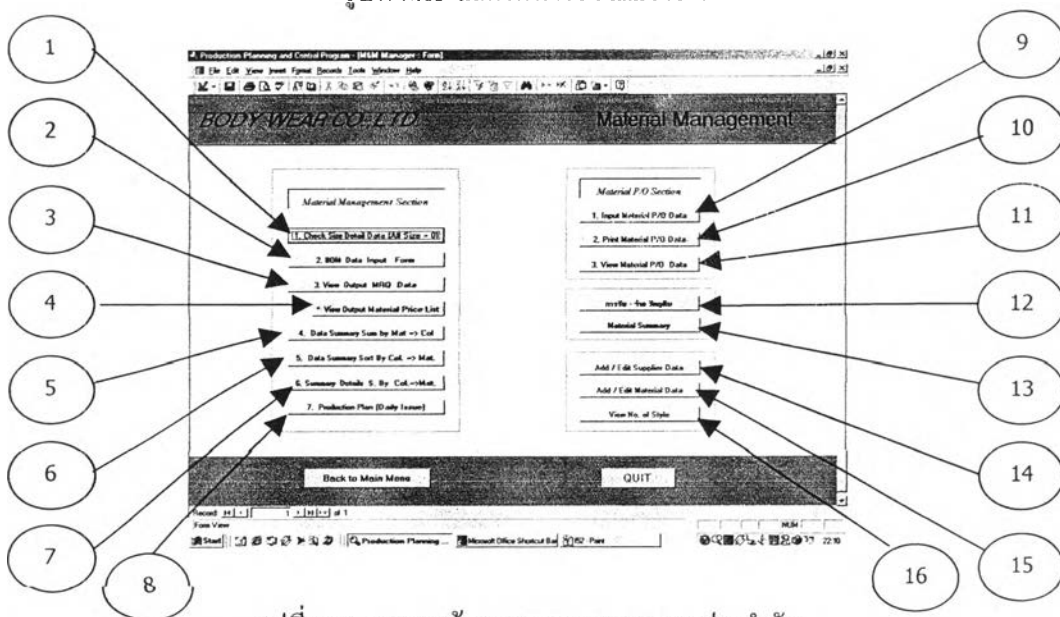 Production Planning and Control Program - [M&M Manager : Form]
File Edit View Insert Format Records Tools Window Help
BODY WEAR CO., LTD.
Material Management
Material Management Section
1. Check Size Detail Data [All Size - 0]
2. BOM Data Input Form
3. View Output MRQ Data
* View Output Material Price List
4. Data Summary Sum by Mat -> Col
5. Data Summary Sort By Col. -> Mat.
6. Summary Details S. By Col.->Mat.
7. Production Plan (Daily Issue)
Material P/O Section
1. Input Material P/O Data
2. Print Material P/O Data
3. View Material P/O Data
Material Summary
Add / Edit Supplier Data
Add / Edit Material Data
View No. of Style
Back to Main Menu
QUIT
Record: 1 of 1
Form View
NUM
Start
Production Planning ...
Microsoft Office Shortcut Bar
Paint
22:19
1
2
3
4
5
6
7
8
9
10
11
12
13
14
15
16